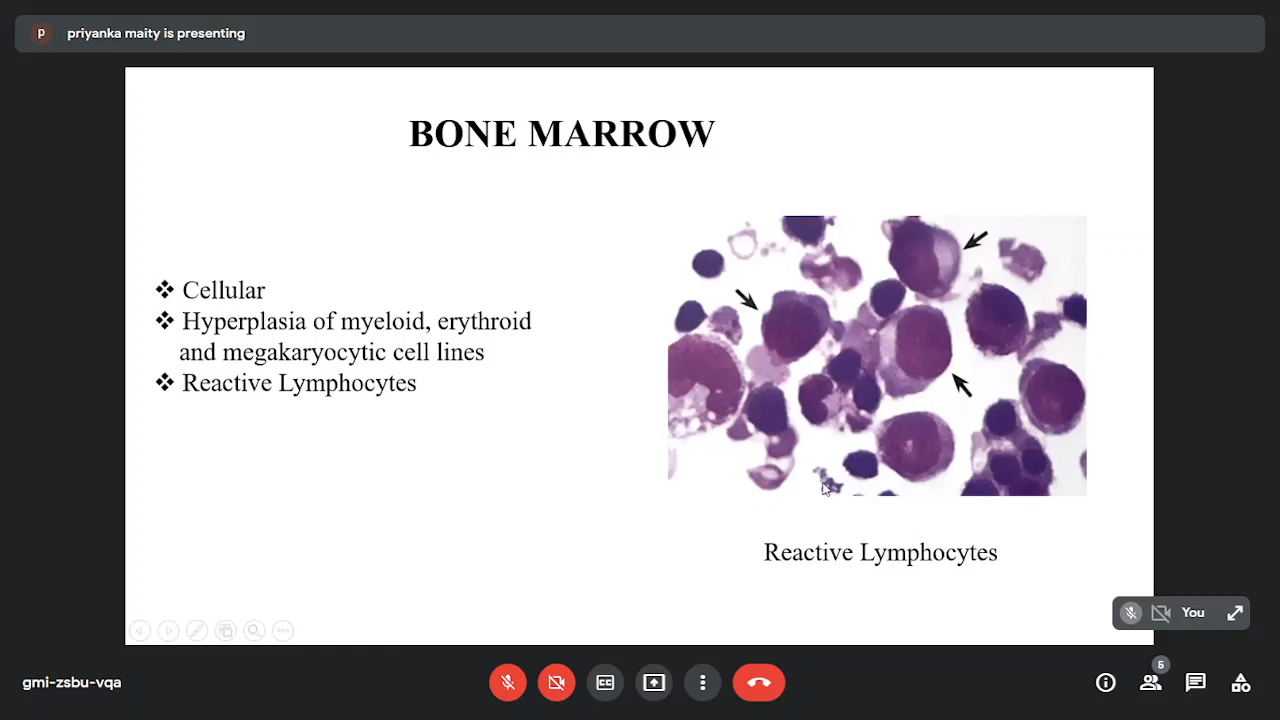 p priyanka maity is presenting
BONE MARROW
❖ Cellular
❖ Hyperplasia of myeloid, erythroid
and megakaryocytic cell lines
❖ Reactive Lymphocytes
Reactive Lymphocytes
You
gmi-zsbu-vqa
CC
5